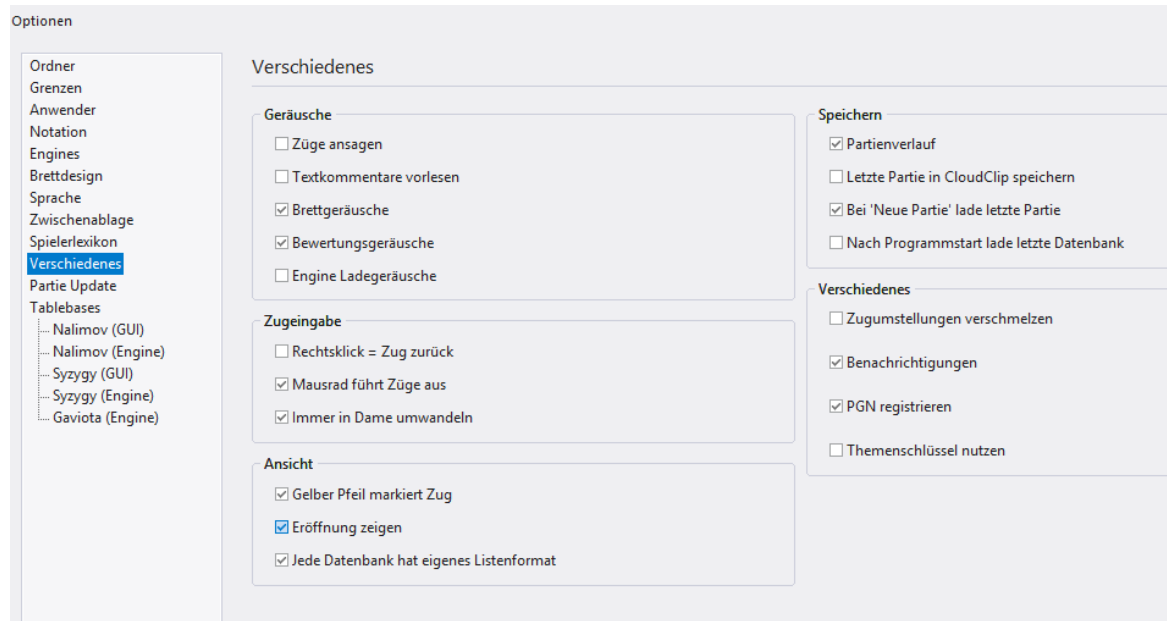 Optionen
Ordner
Grenzen
Anwender
Notation
Engines
Brettdesign
Sprache
Zwischenablage
Spielerlexikon
Verschiedenes
Partie Update
Tablebases
Nalimov (GUI)
Nalimov (Engine)
Syzygy (GUI)
Syzygy (Engine)
Gaviota (Engine)
Verschiedenes
Geräusche
Züge ansagen
Textkommentare vorlesen
Brettgeräusche
Bewertungsgeräusche
Engine Ladegeräusche
Zugeingabe
Rechtsklick = Zug zurück
Mausrad führt Züge aus
Immer in Dame umwandeln
Ansicht
Gelber Pfeil markiert Zug
Eröffnung zeigen
Jede Datenbank hat eigenes Listenformat
Speichern
Partienverlauf
Letzte Partie in CloudClip speichern
Bei 'Neue Partie' lade letzte Partie
Nach Programmstart lade letzte Datenbank
Verschiedenes
Zugumstellungen verschmelzen
Benachrichtigungen
PGN registrieren
Themenschlüssel nutzen